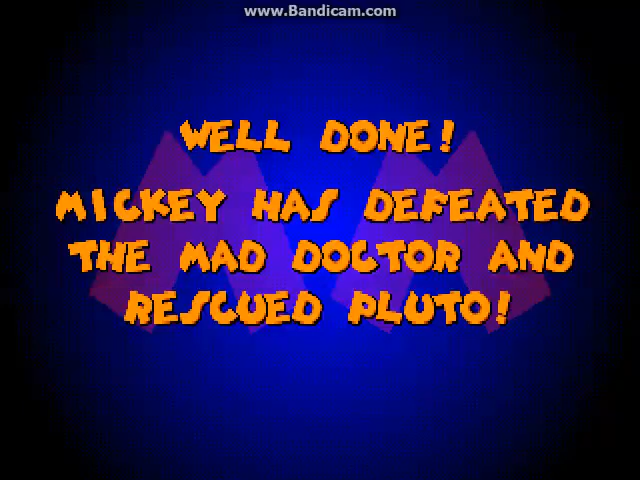 www.Bandicam.com
WELL DONE!
MICKEY HAS DEFEATED
THE MAD DOCTOR AND
RESCUED PLUTO!